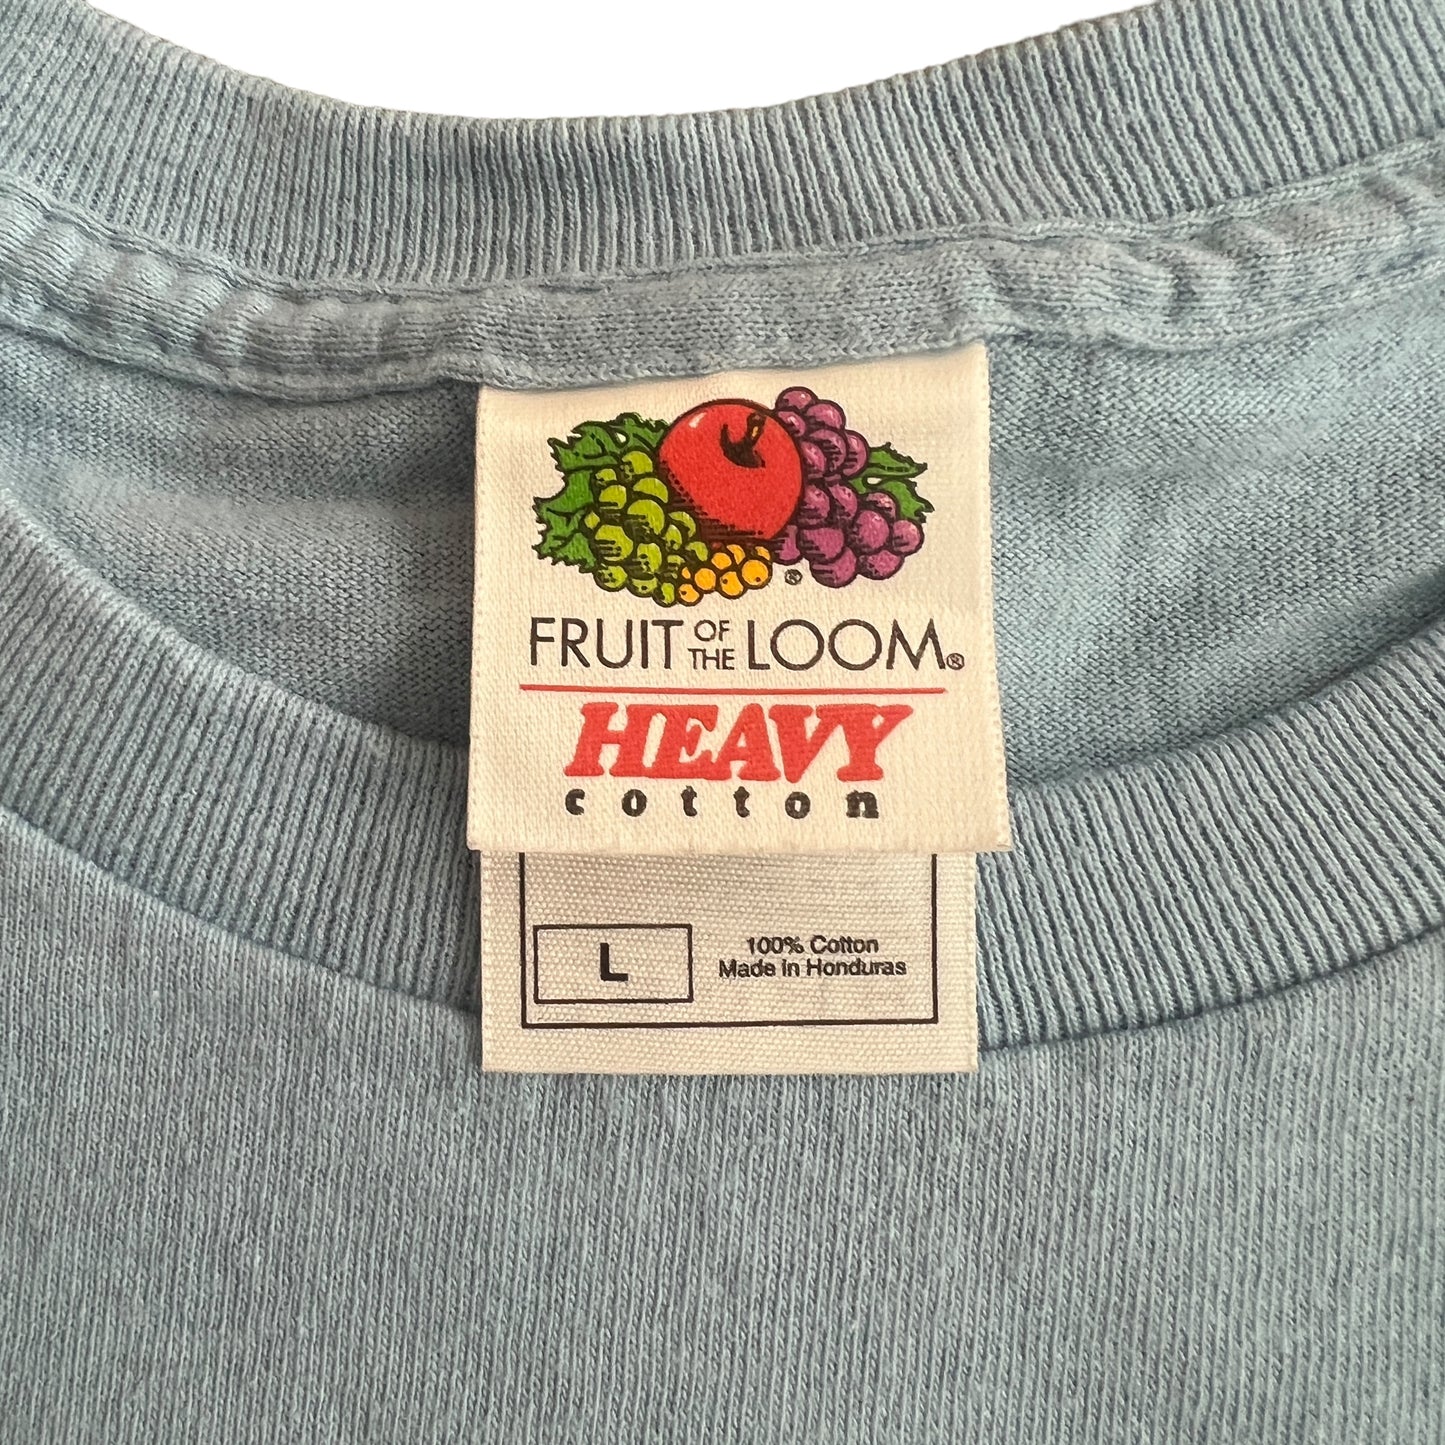 ®
FRUIT OF THE LOOM®
HEAVY
cotton
L
100% Cotton
Made In Honduras